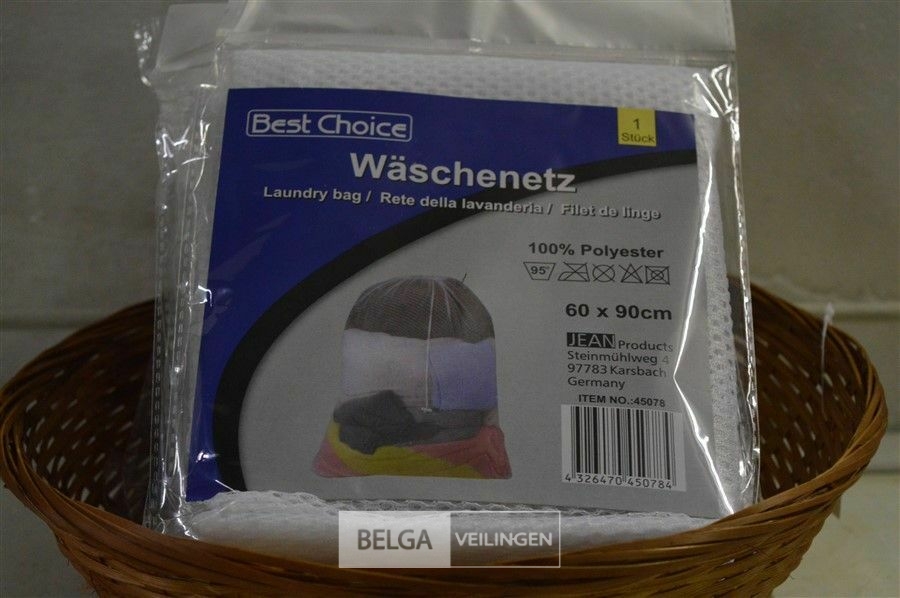 Best Choice
1
Stück
Wäschenetz
Laundry bag / Rete della lavanderia / Filet de linge
100% Polyester
95°
60 x 90cm
JEAN Products
Steinmühlweg 4
97783 Karsbach
Germany
ITEM NO.:45078
4 326470 450784
BELGA VEILINGEN